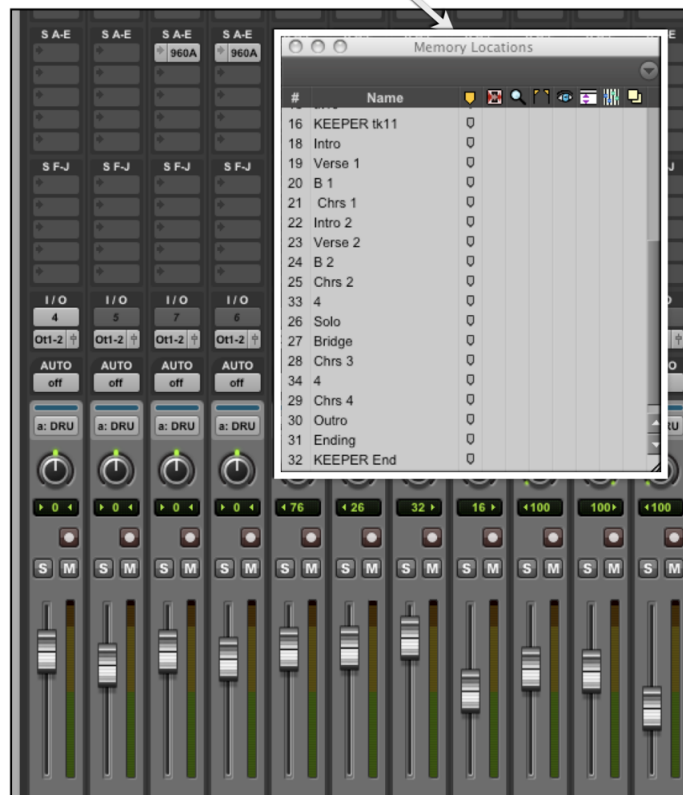 S A-E S A-E S A-E S A-E E
960A 960A
Memory Locations
# Name
16 KEEPER tk11
18 Intro
19 Verse 1
20 B 1
21 Chrs 1
22 Intro 2
23 Verse 2
24 B 2
25 Chrs 2
33 4
26 Solo
27 Bridge
28 Chrs 3
34 4
29 Chrs 4
30 Outro
31 Ending
32 KEEPER End
S F-J S F-J S F-J S F-J J
I / O I / O I / O I / O
4 5 7 6
Ot1-2 Ot1-2 Ot1-2 Ot1-2
AUTO AUTO AUTO AUTO O
off off off off
a: DRU a: DRU a: DRU a: DRU RU
0 0 0 0 76 26 32 16 100 100 100
S M S M S M S M S M S M S M S M S M S M S M